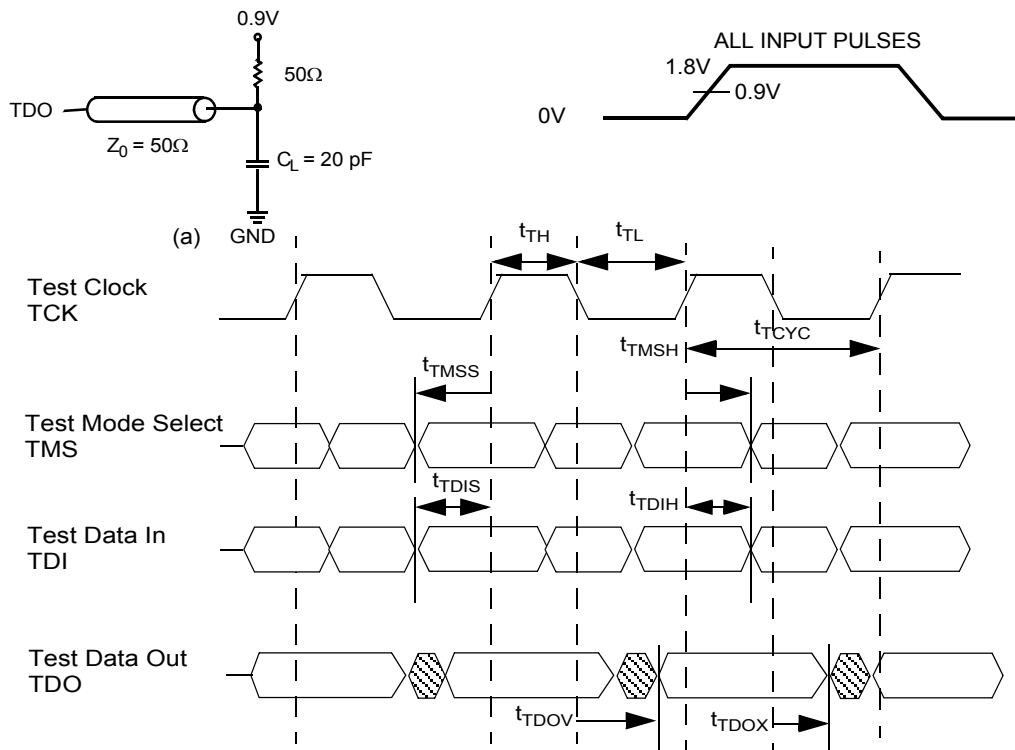 0.9V
ALL INPUT PULSES
50Ω
1.8V
0.9V
TDO
0V
Z0 = 50Ω
CL = 20 pF
(a) GND
tTH
tTL
Test Clock
TCK
tTMSH
tTCYC
tTMSS
Test Mode Select
TMS
tTDIS
tTDIH
Test Data In
TDI
Test Data Out
TDO
tTDOV
tTDOX